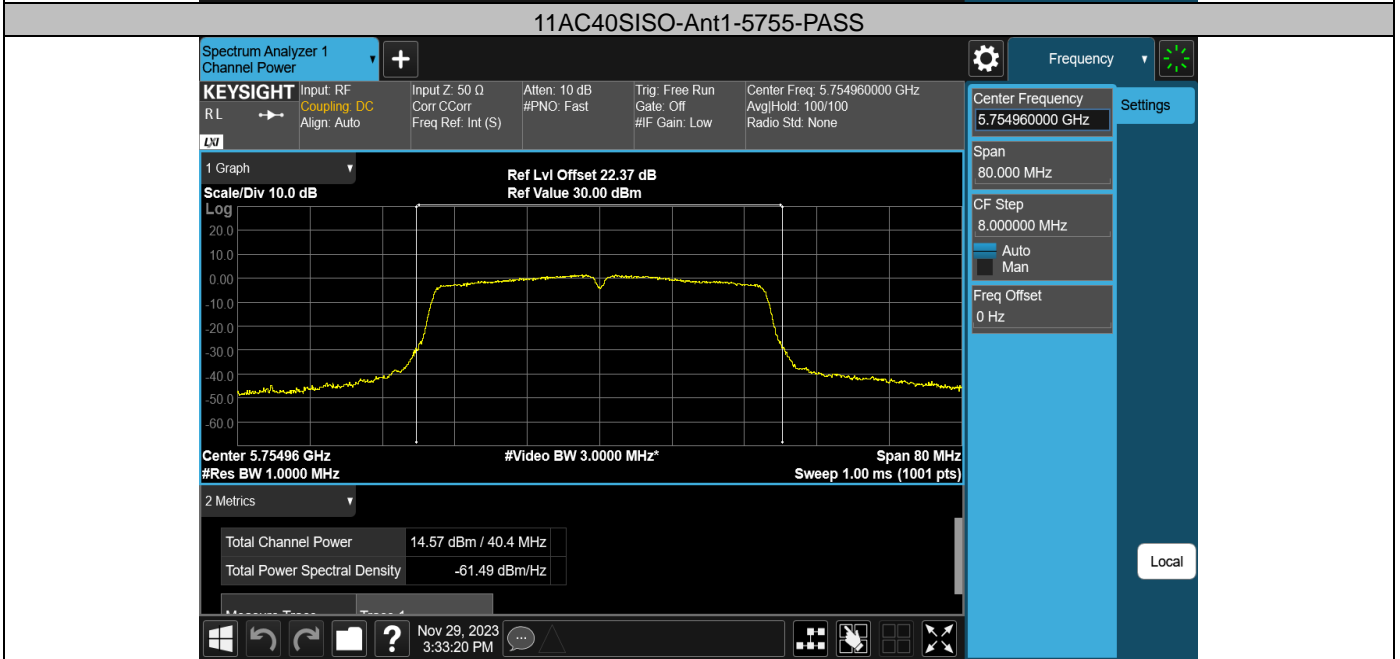 11AC40SISO-Ant1-5755-PASS
Spectrum Analyzer 1
Channel Power
Frequency
KEYSIGHT
RL
LXI
Input: RF
Coupling: DC
Align: Auto
Input Z: 50 Ω
Corr CCorr
Freq Ref: Int (S)
Atten: 10 dB
#PNO: Fast
Trig: Free Run
Gate: Off
#IF Gain: Low
Center Freq: 5.754960000 GHz
Avg|Hold: 100/100
Radio Std: None
Center Frequency
5.754960000 GHz
Settings
Span
80.000 MHz
CF Step
8.000000 MHz
Auto
Man
Freq Offset
0 Hz
1 Graph
Scale/Div 10.0 dB
Ref Lvl Offset 22.37 dB
Ref Value 30.00 dBm
Log
20.0
10.0
0.00
-10.0
-20.0
-30.0
-40.0
-50.0
-60.0
Center 5.75496 GHz
#Video BW 3.0000 MHz*
Span 80 MHz
#Res BW 1.0000 MHz
Sweep 1.00 ms (1001 pts)
2 Metrics
Total Channel Power 14.57 dBm / 40.4 MHz
Total Power Spectral Density -61.49 dBm/Hz
Measure Trace Trace 1
Local
?
Nov 29, 2023
3:33:20 PM